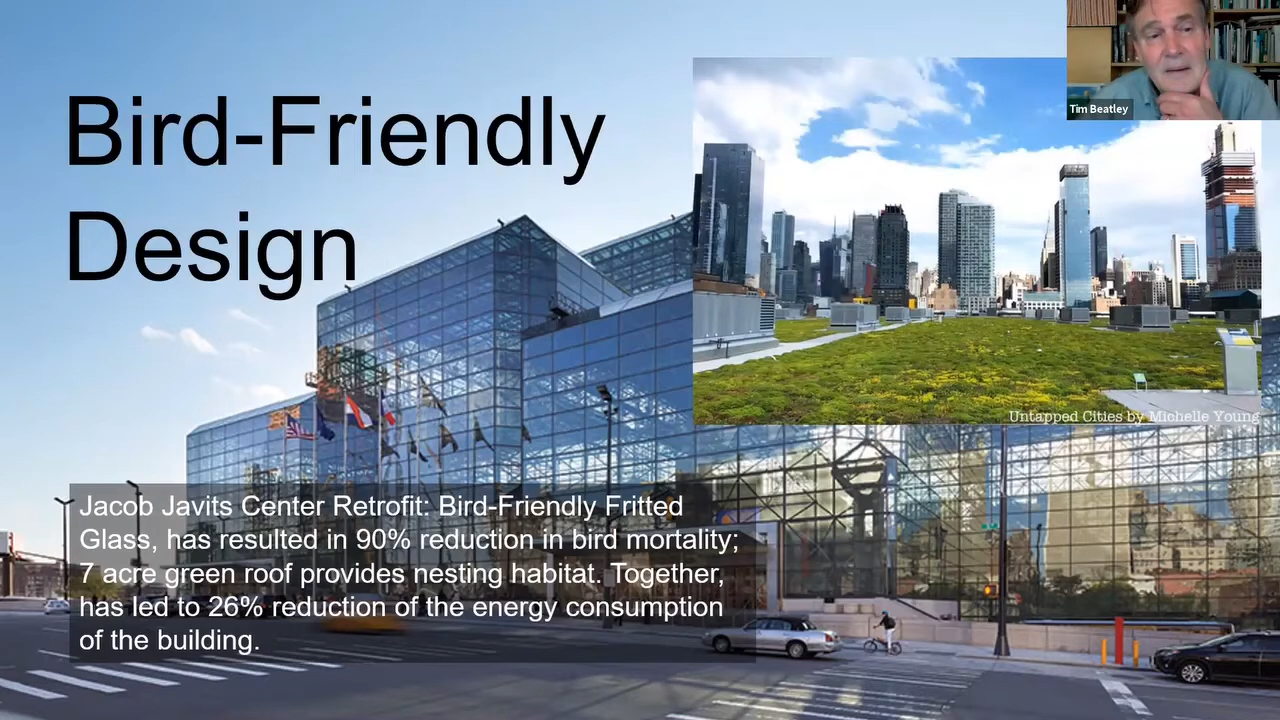 Bird-Friendly
Design
Tim Beatley
Untapped Cities by Michelle Young
Jacob Javits Center Retrofit: Bird-Friendly Fritted
Glass, has resulted in 90% reduction in bird mortality;
7 acre green roof provides nesting habitat. Together,
has led to 26% reduction of the energy consumption
of the building.